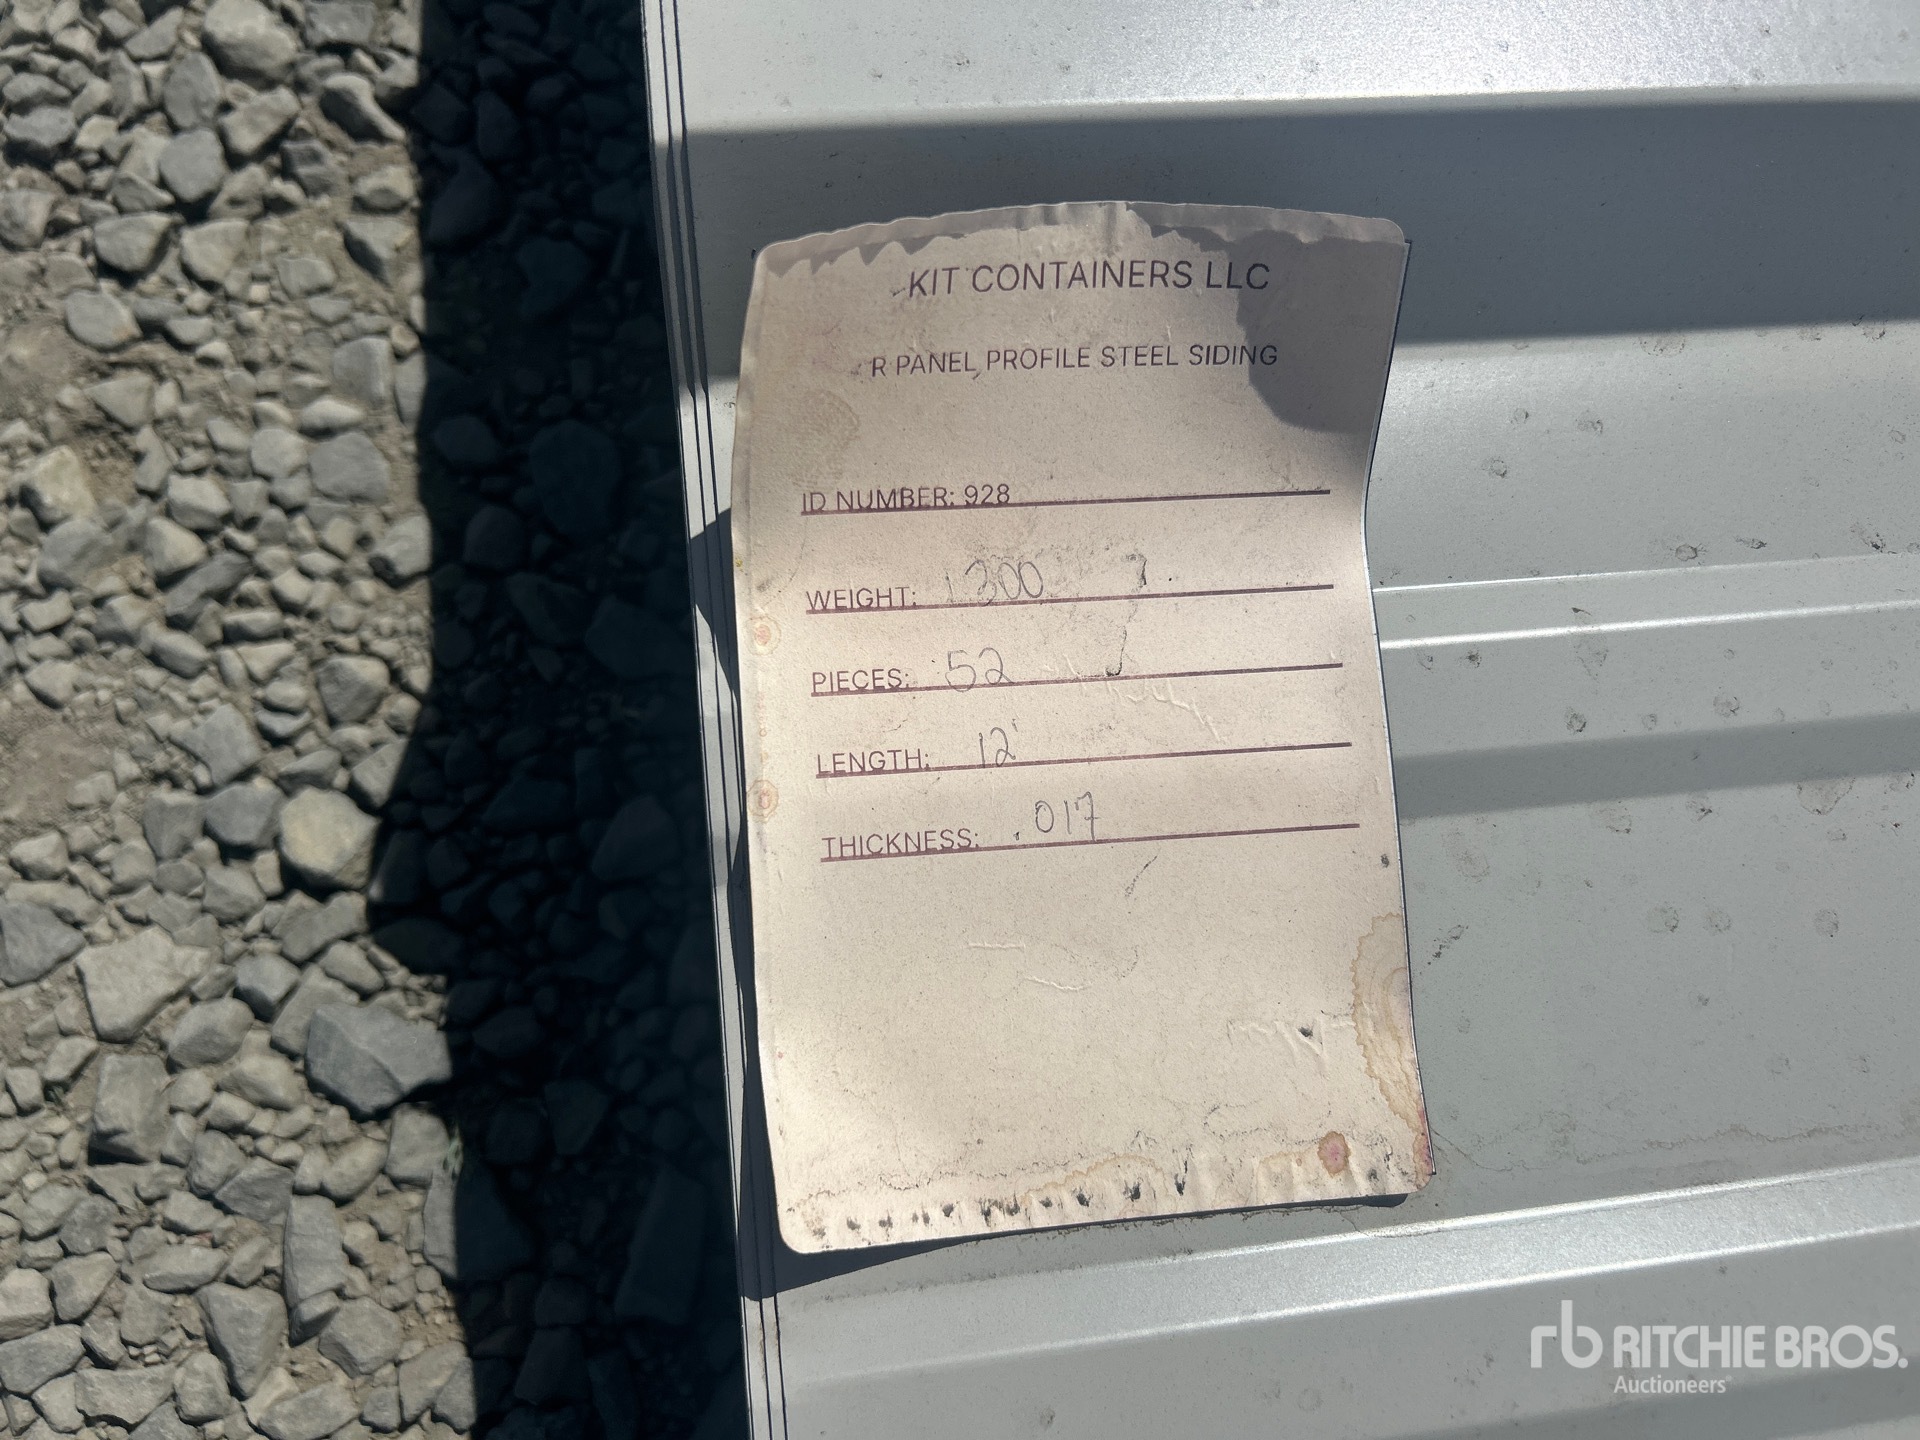 KIT CONTAINERS LLC
R PANEL PROFILE STEEL SIDING
ID NUMBER: 928
WEIGHT: 1300
PIECES: 52
LENGTH: 12'
THICKNESS: .017
rb RITCHIE BROS.
Auctioneers